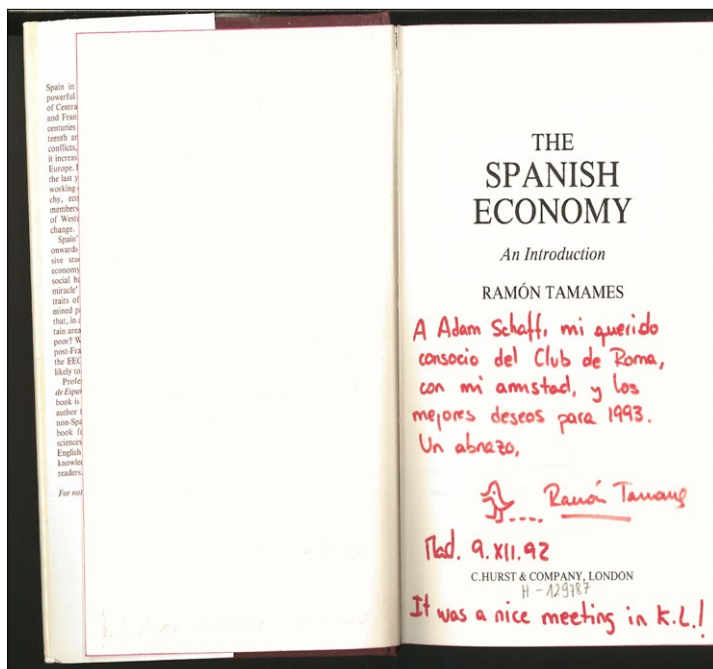 Spain in
powerful
of Centra
and Fran
centuries
teenth an
conflicts,
it increas
Europe. 
the last y
working
chy, eco
members
of West
change.
Spain'
onwards
sive stu
economy
social ba
miracle'
traits of
mined pa
that, in a
tain area
poor? W
post-Fra
the EEC
likely to
Profe
de Espa
book is
author
non-Spa
book fo
sciences
English
knowled
readers.
For not
THE
SPANISH
ECONOMY
An Introduction
RAMÓN TAMAMES
A Adam Schaff, mi querido
consocio del Club de Roma,
con mi amistad, y los
mejores deseos para 1993.
Un abrazo,
Ramón Tamames
Mad. 9.XII.92
C.HURST & COMPANY, LONDON
H-129787
It was a nice meeting in K.L.!